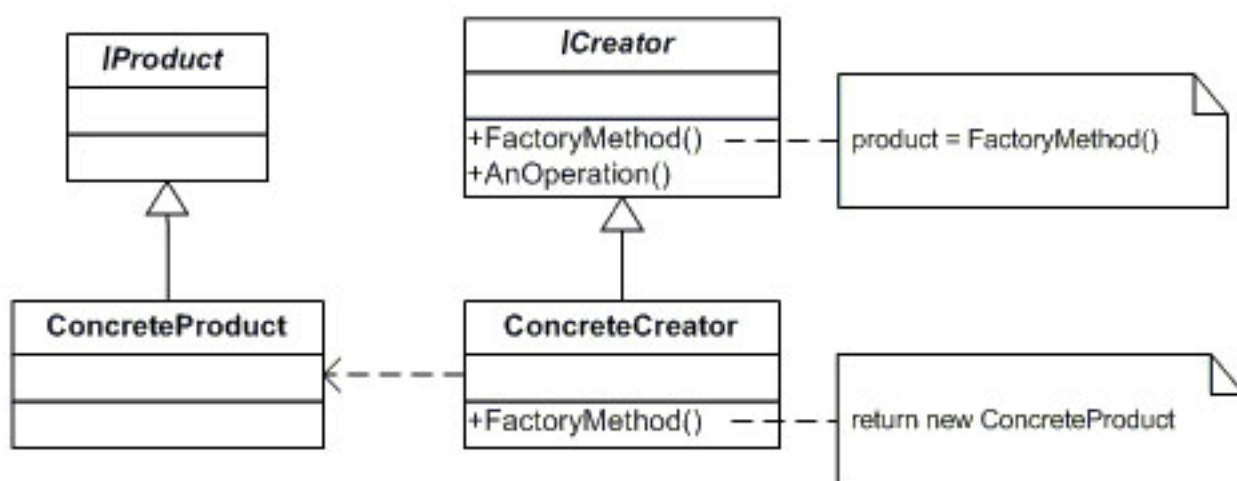 IProduct
ICreator
+FactoryMethod()
+AnOperation()
product = FactoryMethod()
ConcreteProduct
ConcreteCreator
+FactoryMethod()
return new ConcreteProduct